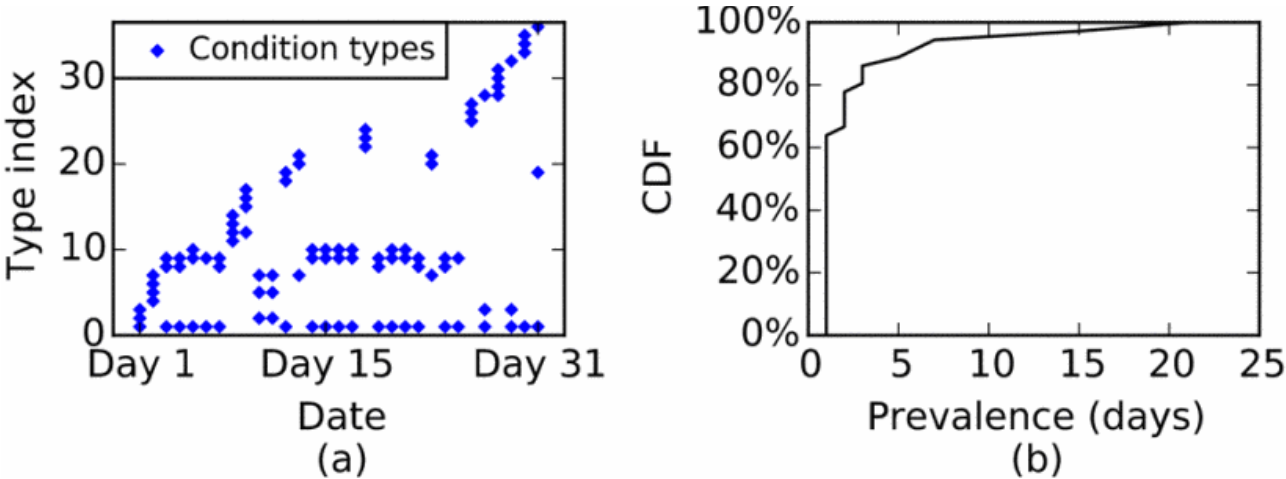 Condition types
30
20
10
0
Type index
Day 1 Day 15 Day 31
Date
(a)
100%
80%
60%
40%
20%
0%
CDF
0 5 10 15 20 25
Prevalence (days)
(b)